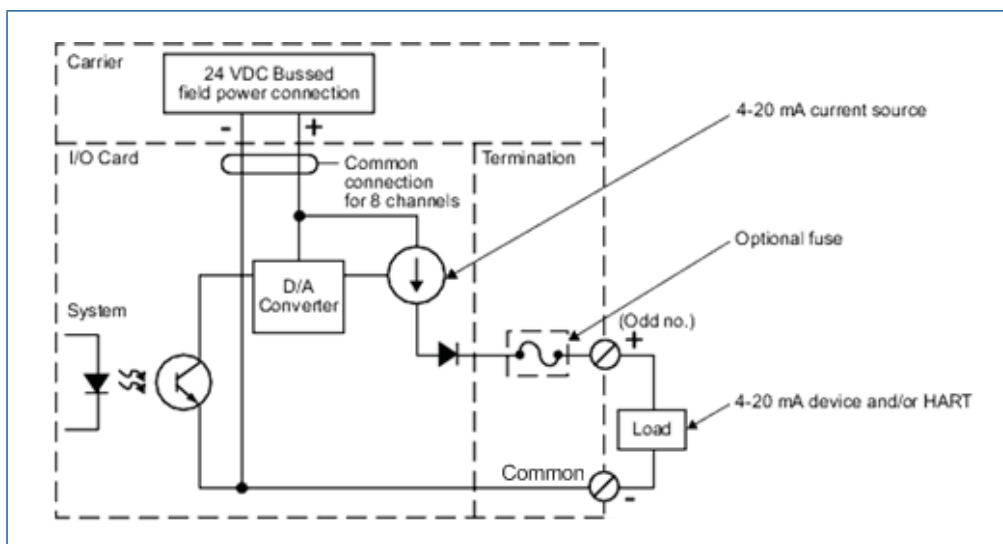 Carrier
24 VDC Bussed
field power connection
-
+
4-20 mA current source
I/O Card
Common
connection
for 8 channels
Termination
Optional fuse
D/A
Converter
System
(Odd no.)
+
4-20 mA device and/or HART
Load
Common
-